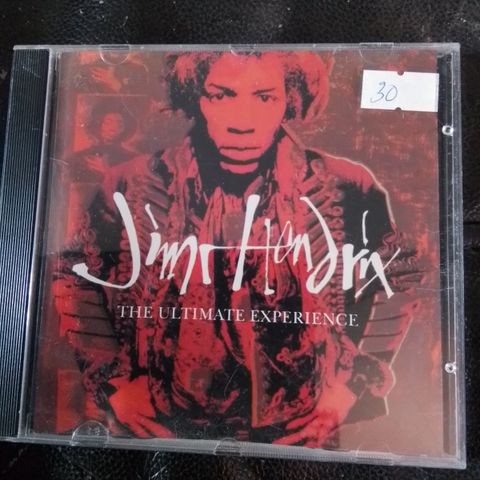 30
Jimi Hendrix
THE ULTIMATE EXPERIENCE